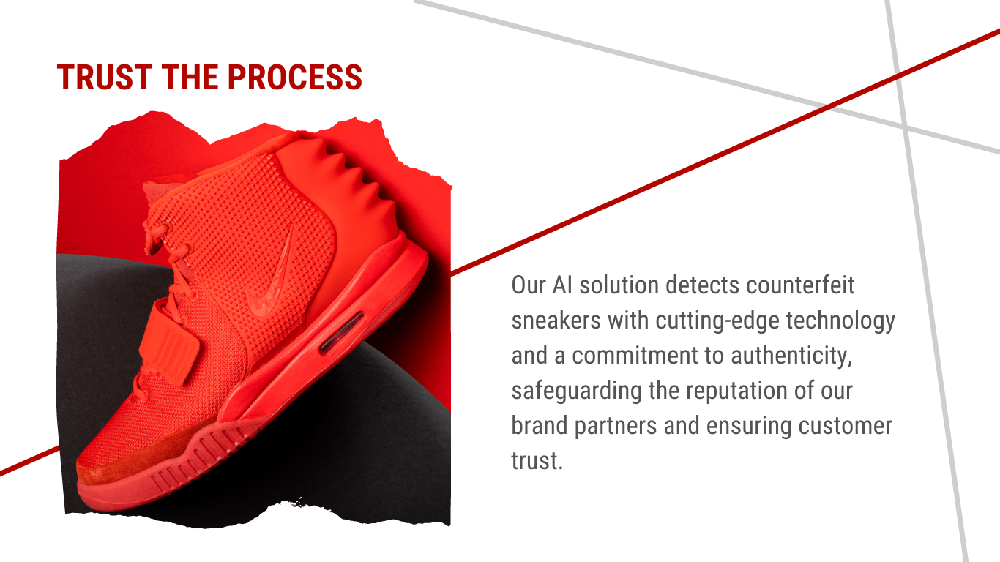 TRUST THE PROCESS
Our AI solution detects counterfeit
sneakers with cutting-edge technology
and a commitment to authenticity,
safeguarding the reputation of our
brand partners and ensuring customer
trust.